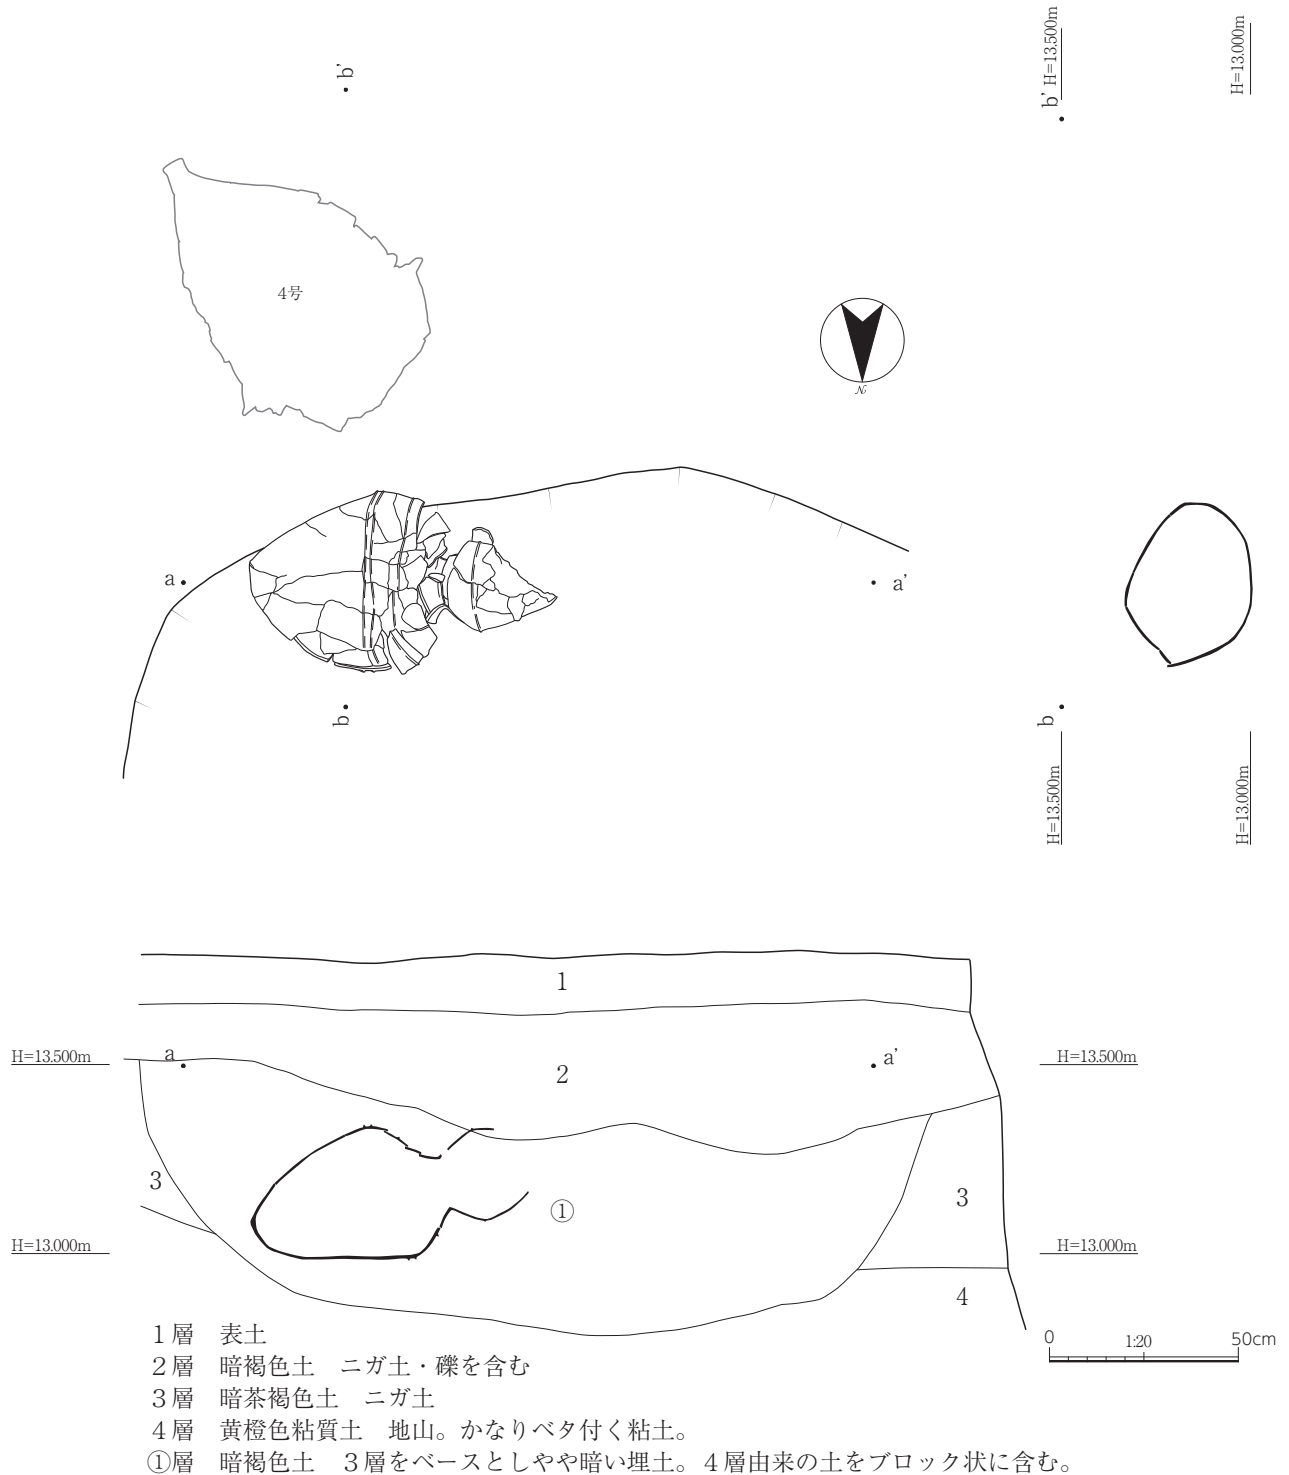 b'
b' H=13.500m
H=13.000m
4号
N
a
a'
b
b
H=13.500m
H=13.000m
1
H=13.500m
a
2
a'
H=13.500m
3
①
3
H=13.000m
H=13.000m
4
0 1:20 50cm
1層 表土
2層 暗褐色土 ニガ土・礫を含む
3層 暗茶褐色土 ニガ土
4層 黄橙色粘質土 地山。かなりベタ付く粘土。
①層 暗褐色土 3層をベースとしやや暗い埋土。4層由来の土をブロック状に含む。